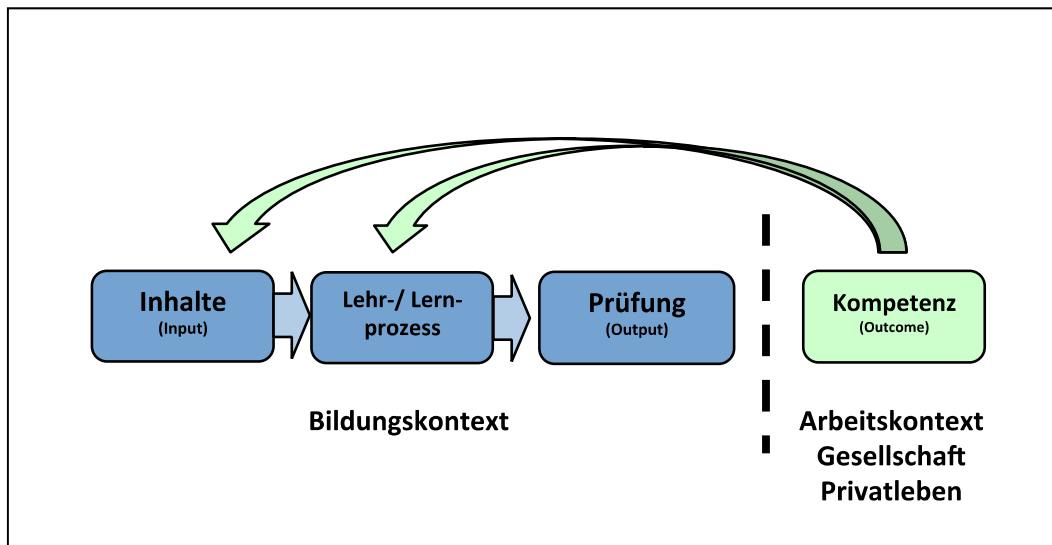 Inhalte
(Input)
Lehr-/ Lern-
prozess
Prüfung
(Output)
Kompetenz
(Outcome)
Bildungskontext
Arbeitskontext
Gesellschaft
Privatleben